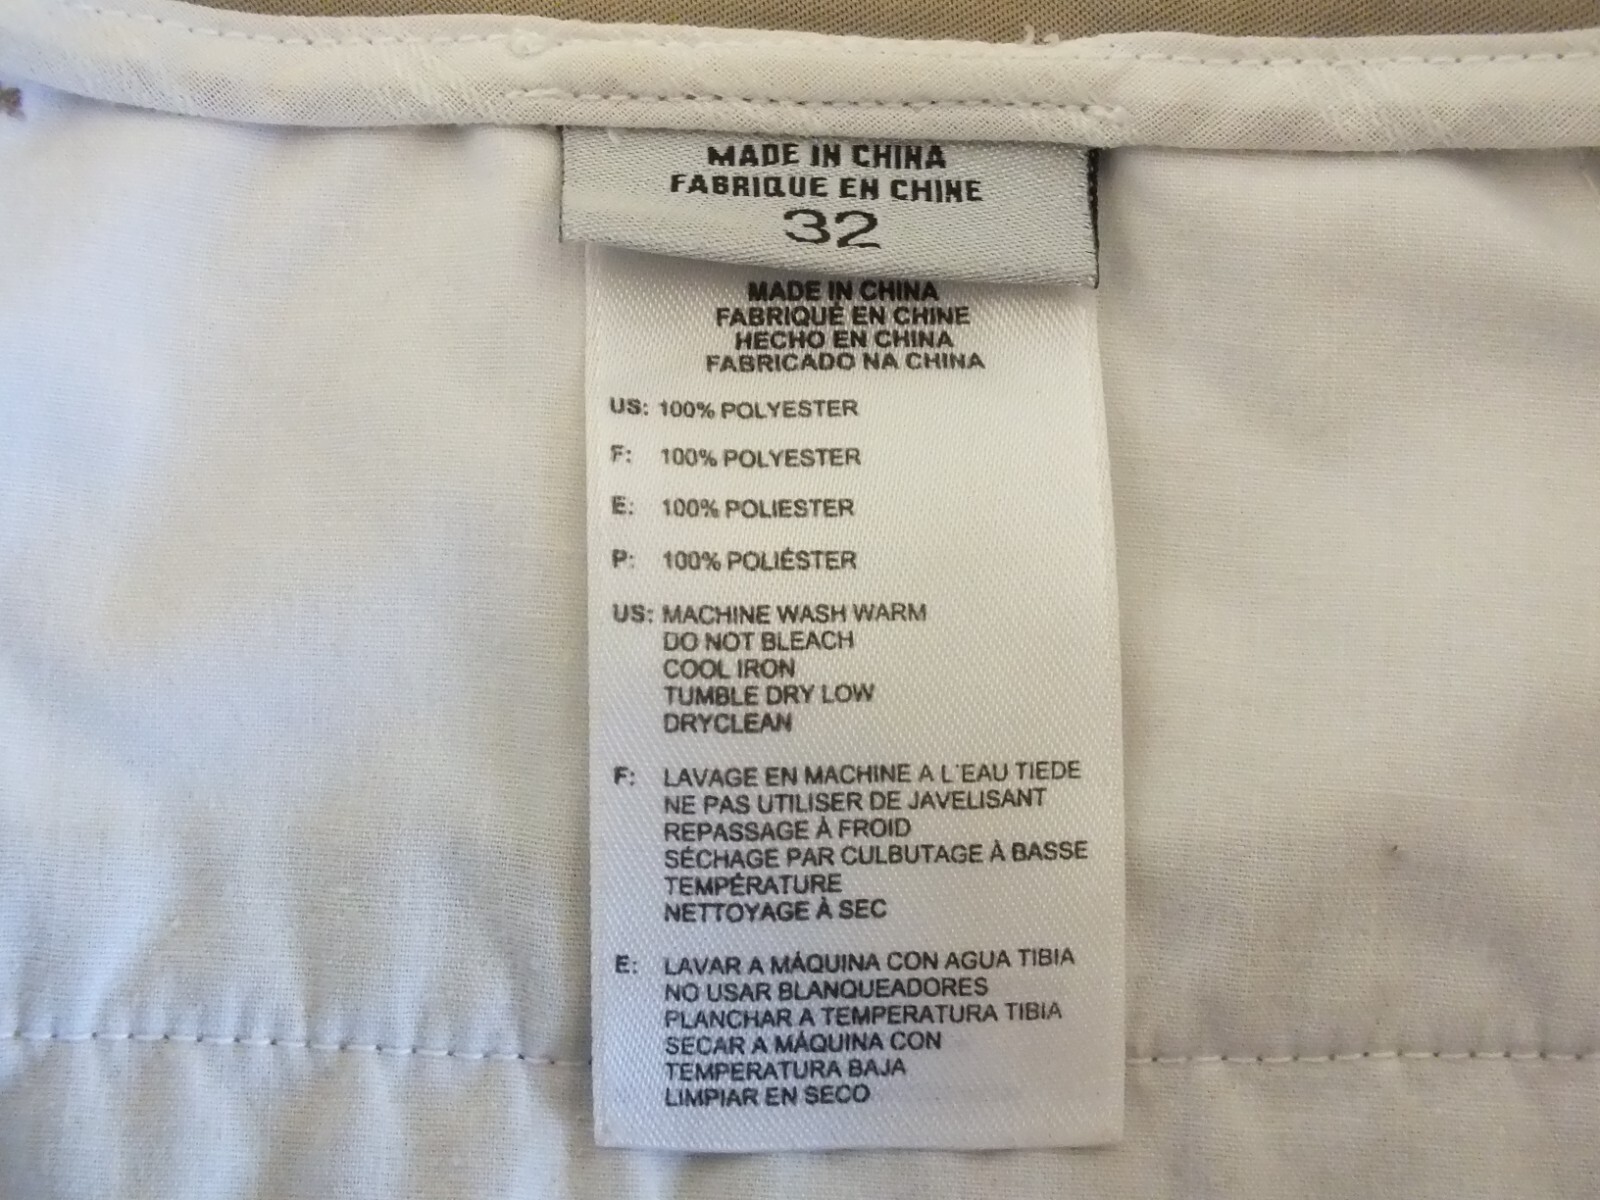 MADE IN CHINA
FABRIQUE EN CHINE
32
MADE IN CHINA
FABRIQUÉ EN CHINE
HECHO EN CHINA
FABRICADO NA CHINA
US: 100% POLYESTER
F: 100% POLYESTER
E: 100% POLIESTER
P: 100% POLIÉSTER
US: MACHINE WASH WARM
DO NOT BLEACH
COOL IRON
TUMBLE DRY LOW
DRYCLEAN
F: LAVAGE EN MACHINE A L'EAU TIEDE
NE PAS UTILISER DE JAVELISANT
REPASSAGE À FROID
SÉCHAGE PAR CULBUTAGE À BASSE
TEMPÉRATURE
NETTOYAGE À SEC
E: LAVAR A MÁQUINA CON AGUA TIBIA
NO USAR BLANQUEADORES
PLANCHAR A TEMPERATURA TIBIA
SECAR A MÁQUINA CON
TEMPERATURA BAJA
LIMPIAR EN SECO